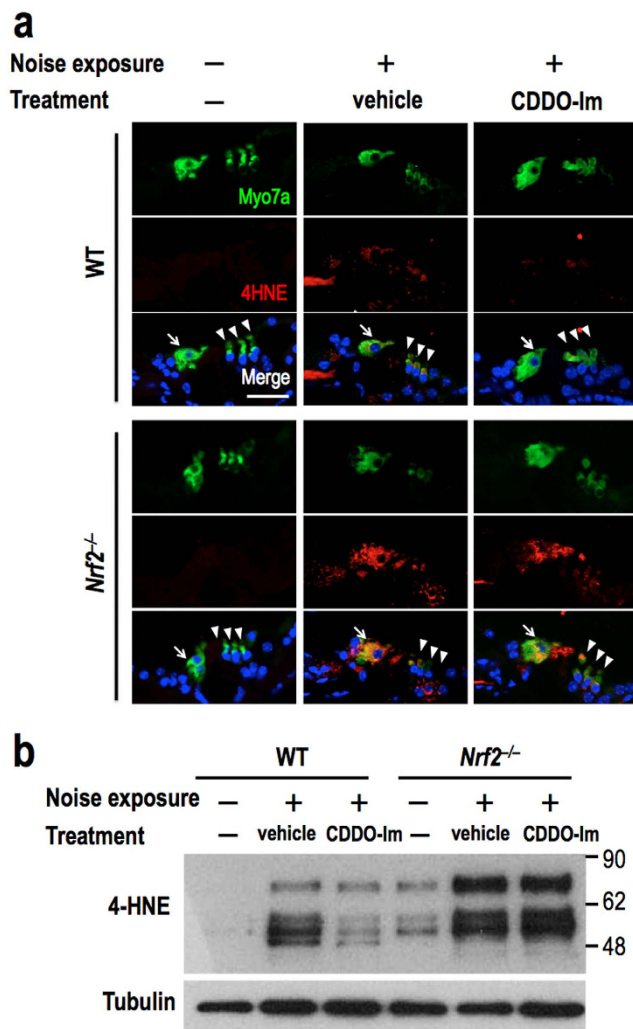 a
Noise exposure – + +
Treatment – vehicle CDDO-Im
WT
Myo7a
4HNE
Merge
Nrf2–/–
b
WT Nrf2–/–
Noise exposure – + + – + +
Treatment – vehicle CDDO-Im – vehicle CDDO-Im
4-HNE
90
62
48
Tubulin